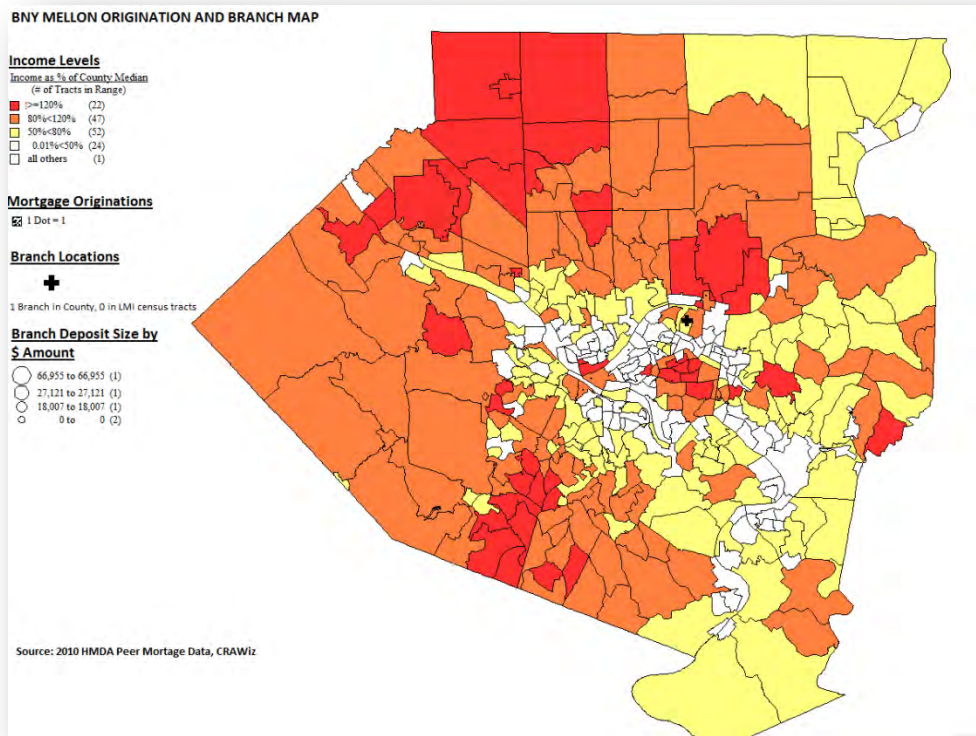 BNY MELLON ORIGINATION AND BRANCH MAP
Income Levels
Income as % of County Median
(# of Tracts in Range)
>=120% (22)
80%<120% (47)
50%<80% (52)
0.01%<50% (24)
all others (1)
Mortgage Originations
1 Dot = 1
Branch Locations
1 Branch in County, 0 in LMI census tracts
Branch Deposit Size by
$ Amount
66,955 to 66,955 (1)
27,121 to 27,121 (1)
18,007 to 18,007 (1)
0 to 0 (2)
Source: 2010 HMDA Peer Mortage Data, CRAWiz